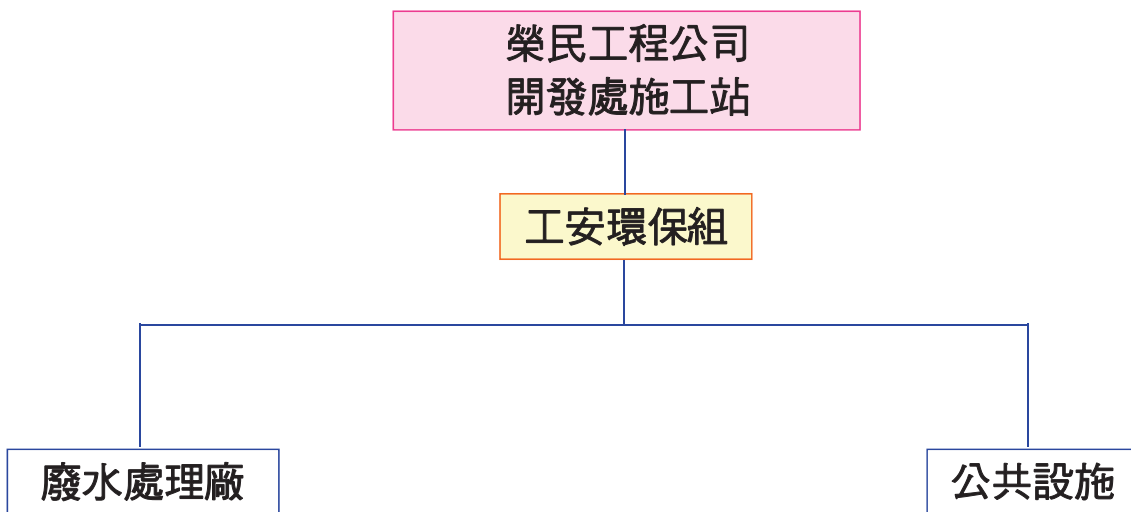 榮民工程公司
開發處施工站
工安環保組
廢水處理廠
公共設施